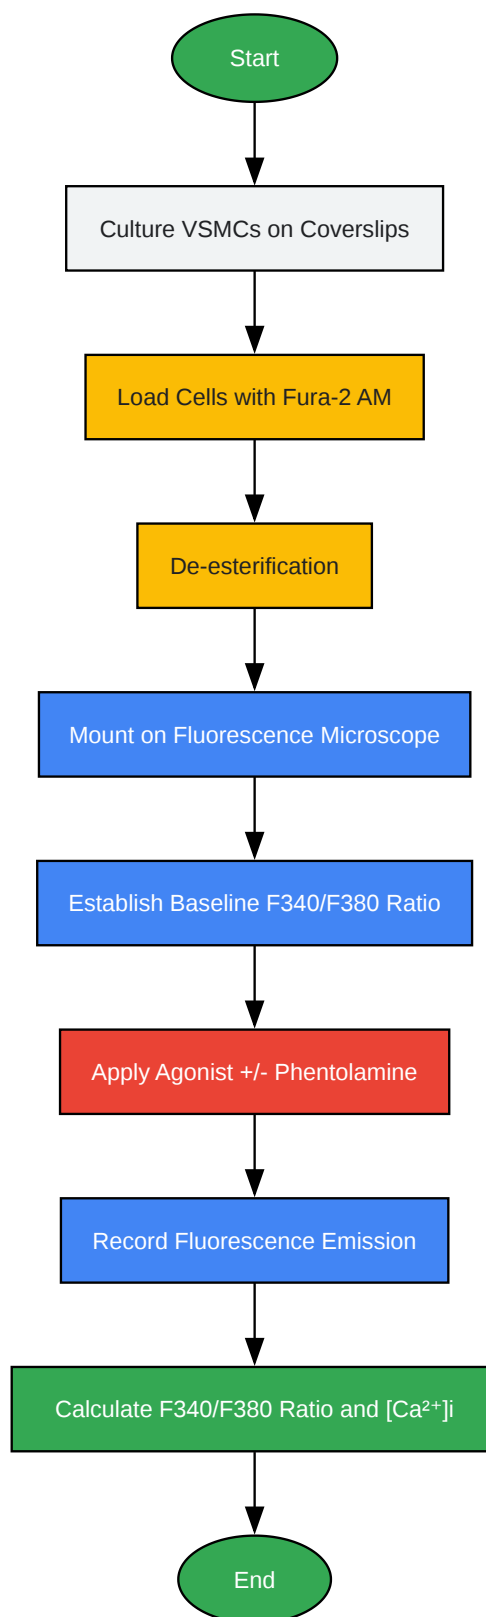 Start
Culture VSMCs on Coverslips
Load Cells with Fura-2 AM
De-esterification
Mount on Fluorescence Microscope
Establish Baseline F340/F380 Ratio
Apply Agonist +/- Phentolamine
Record Fluorescence Emission
Calculate F340/F380 Ratio and [Ca²⁺]i
End